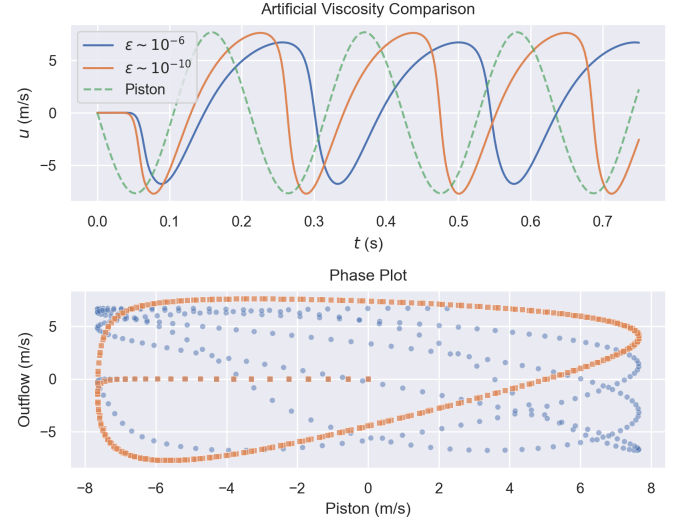 Artificial Viscosity Comparison
ε ~ 10⁻⁶
ε ~ 10⁻¹⁰
Piston
5
0
−5
u (m/s)
0.0 0.1 0.2 0.3 0.4 0.5 0.6 0.7
t (s)
Phase Plot
5
0
−5
Outflow (m/s)
−8 −6 −4 −2 0 2 4 6 8
Piston (m/s)